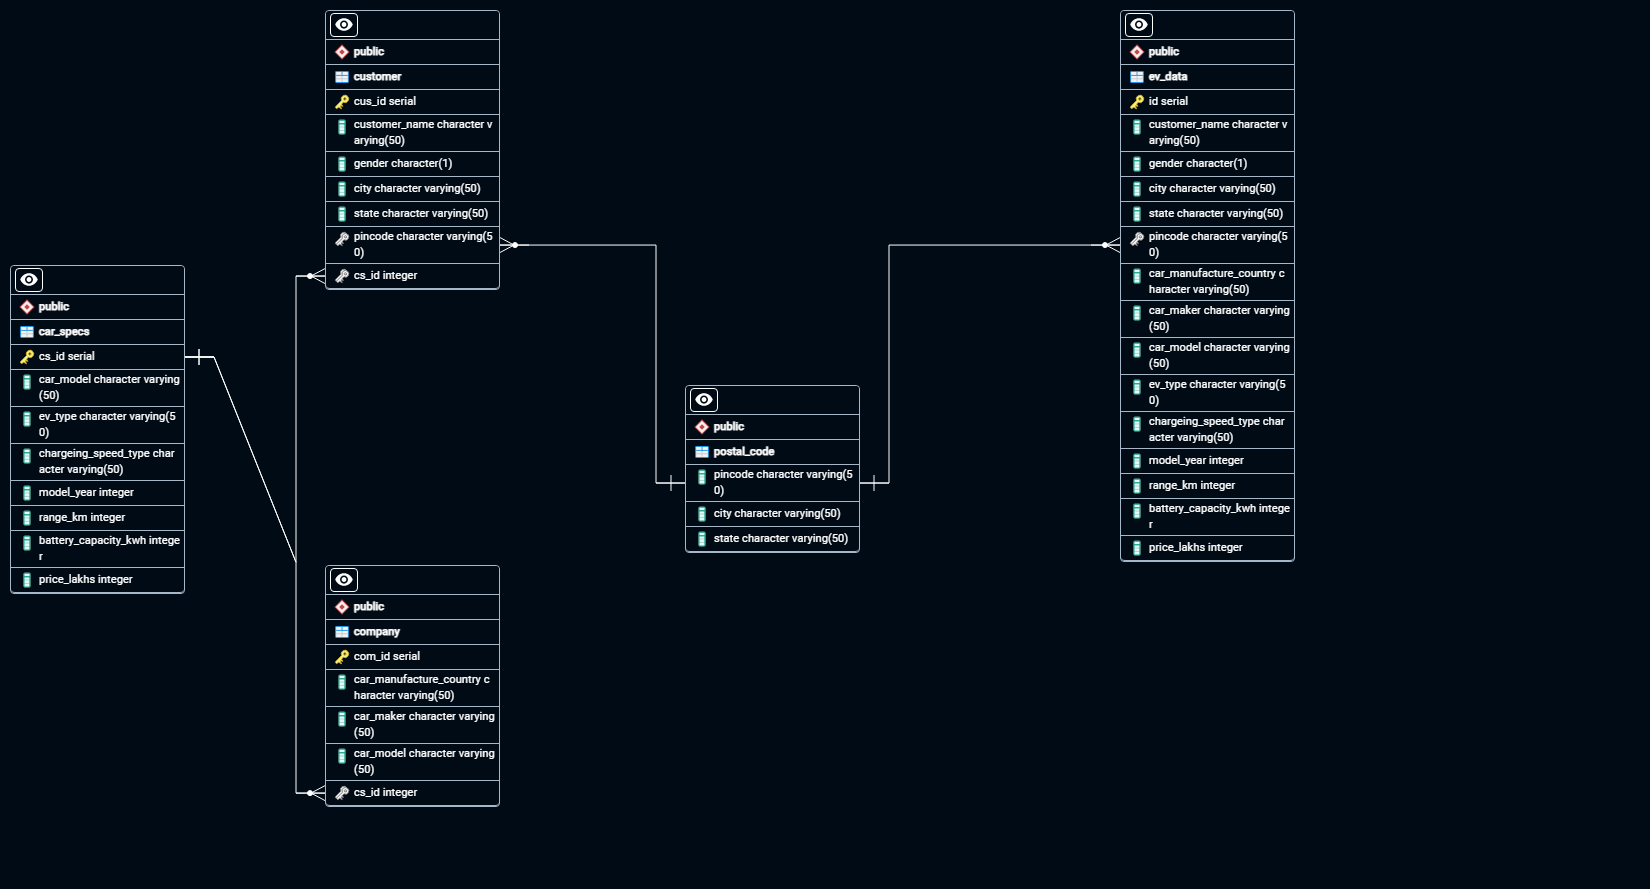 public
customer
cus_id serial
customer_name character v
arying(50)
gender character(1)
city character varying(50)
state character varying(50)
pincode character varying(5
0)
cs_id integer
public
ev_data
id serial
customer_name character v
arying(50)
gender character(1)
city character varying(50)
state character varying(50)
pincode character varying(5
0)
car_manufacture_country c
haracter varying(50)
car_maker character varying
(50)
car_model character varying
(50)
ev_type character varying(5
0)
chargeing_speed_type char
acter varying(50)
model_year integer
range_km integer
battery_capacity_kwh intege
r
price_lakhs integer
public
car_specs
cs_id serial
car_model character varying
(50)
ev_type character varying(5
0)
chargeing_speed_type char
acter varying(50)
model_year integer
range_km integer
battery_capacity_kwh intege
r
price_lakhs integer
public
postal_code
pincode character varying(5
0)
city character varying(50)
state character varying(50)
public
company
com_id serial
car_manufacture_country c
haracter varying(50)
car_maker character varying
(50)
car_model character varying
(50)
cs_id integer